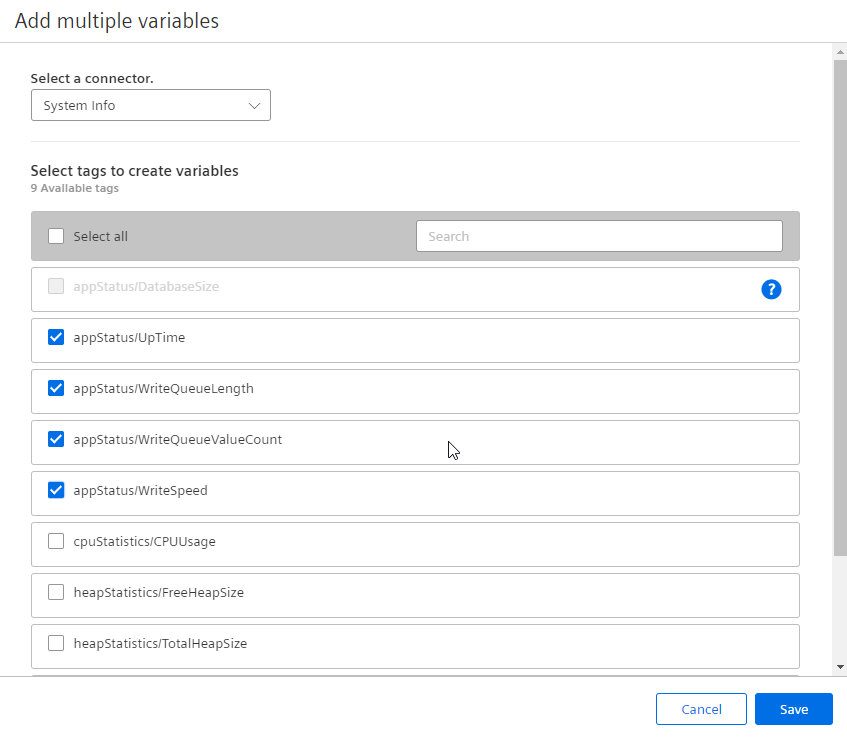 Add multiple variables
Select a connector.
System Info
Select tags to create variables
9 Available tags
Select all
Search
appStatus/DatabaseSize
?
appStatus/UpTime
appStatus/WriteQueueLength
appStatus/WriteQueueValueCount
appStatus/WriteSpeed
cpuStatistics/CPUUsage
heapStatistics/FreeHeapSize
heapStatistics/TotalHeapSize
Cancel
Save